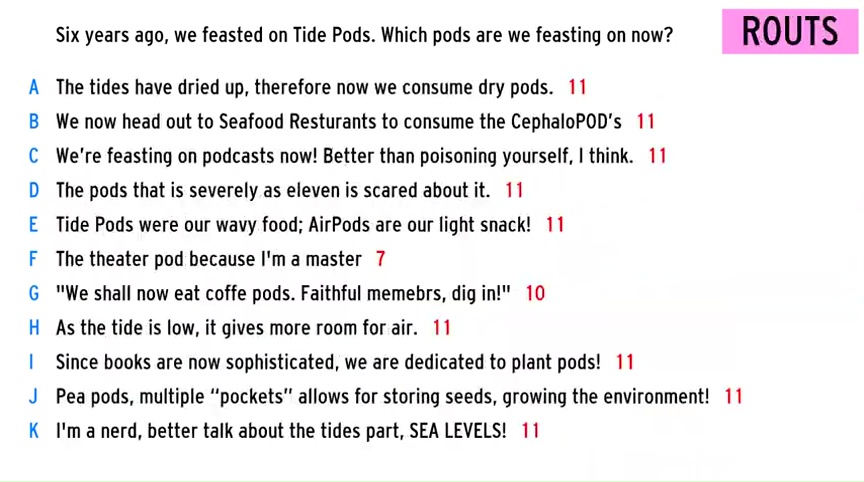 Six years ago, we feasted on Tide Pods. Which pods are we feasting on now?
ROUTS
A The tides have dried up, therefore now we consume dry pods. 11
B We now head out to Seafood Resturants to consume the CephaloPOD's 11
C We're feasting on podcasts now! Better than poisoning yourself, I think. 11
D The pods that is severely as eleven is scared about it. 11
E Tide Pods were our wavy food; AirPods are our light snack! 11
F The theater pod because I'm a master 7
G "We shall now eat coffe pods. Faithful memebrs, dig in!" 10
H As the tide is low, it gives more room for air. 11
I Since books are now sophisticated, we are dedicated to plant pods! 11
J Pea pods, multiple “pockets” allows for storing seeds, growing the environment! 11
K I'm a nerd, better talk about the tides part, SEA LEVELS! 11